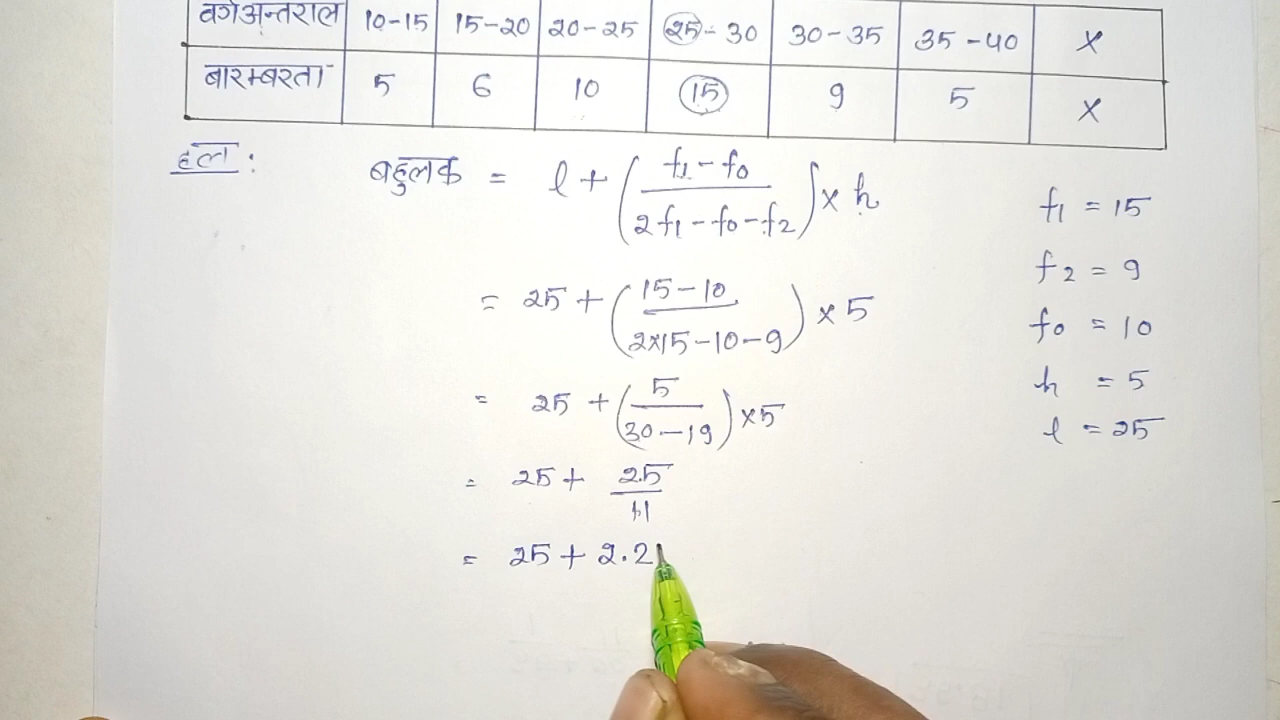 वर्ग अन्तराल 10-15 15-20 20-25 25-30 30-35 35-40 x
बारम्बरता 5 6 10 15 9 5 x
हल :
बहुलक = l + ( f1 - f0 / 2f1 - f0 - f2 ) × h
f1 = 15
= 25 + ( 15-10 / 2×15-10-9 ) × 5
f2 = 9
f0 = 10
= 25 + ( 5 / 30-19 ) ×5
h = 5
l = 25
= 25 + 25 / 11
= 25 + 2.2